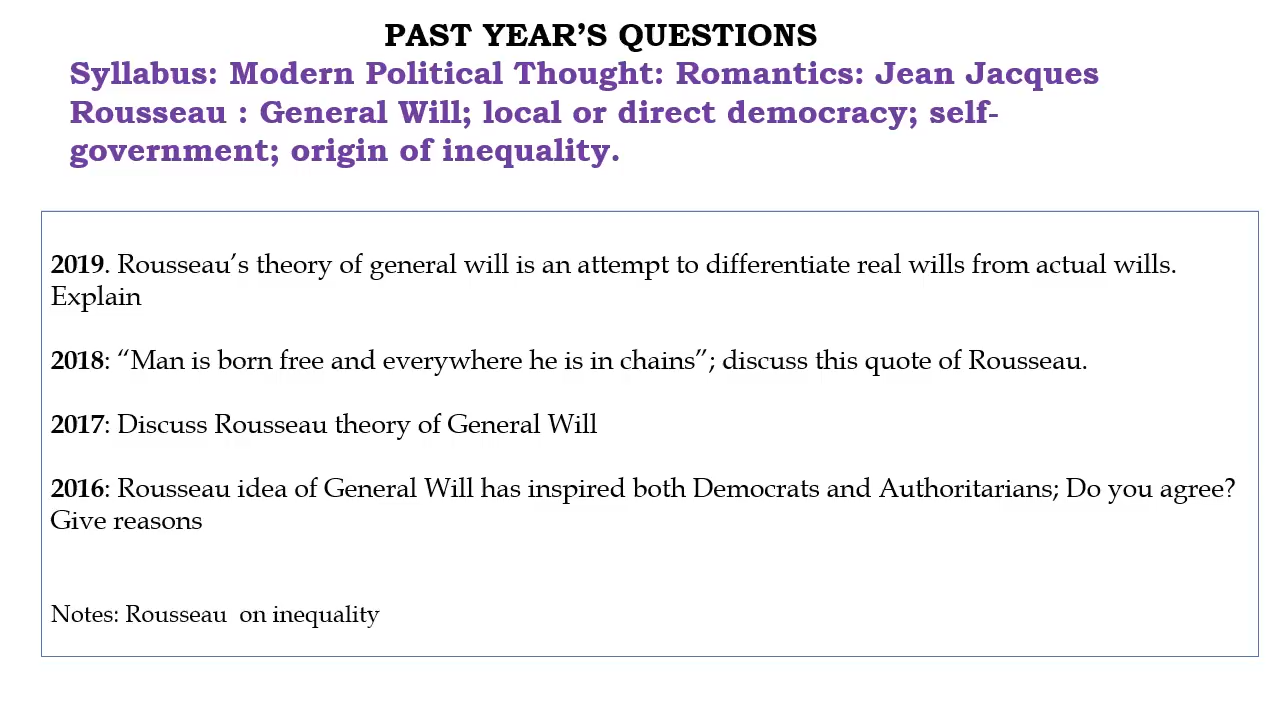 PAST YEAR’S QUESTIONS
Syllabus: Modern Political Thought: Romantics: Jean Jacques
Rousseau : General Will; local or direct democracy; self-
government; origin of inequality.
2019. Rousseau’s theory of general will is an attempt to differentiate real wills from actual wills.
Explain
2018: “Man is born free and everywhere he is in chains”; discuss this quote of Rousseau.
2017: Discuss Rousseau theory of General Will
2016: Rousseau idea of General Will has inspired both Democrats and Authoritarians; Do you agree?
Give reasons
Notes: Rousseau  on inequality